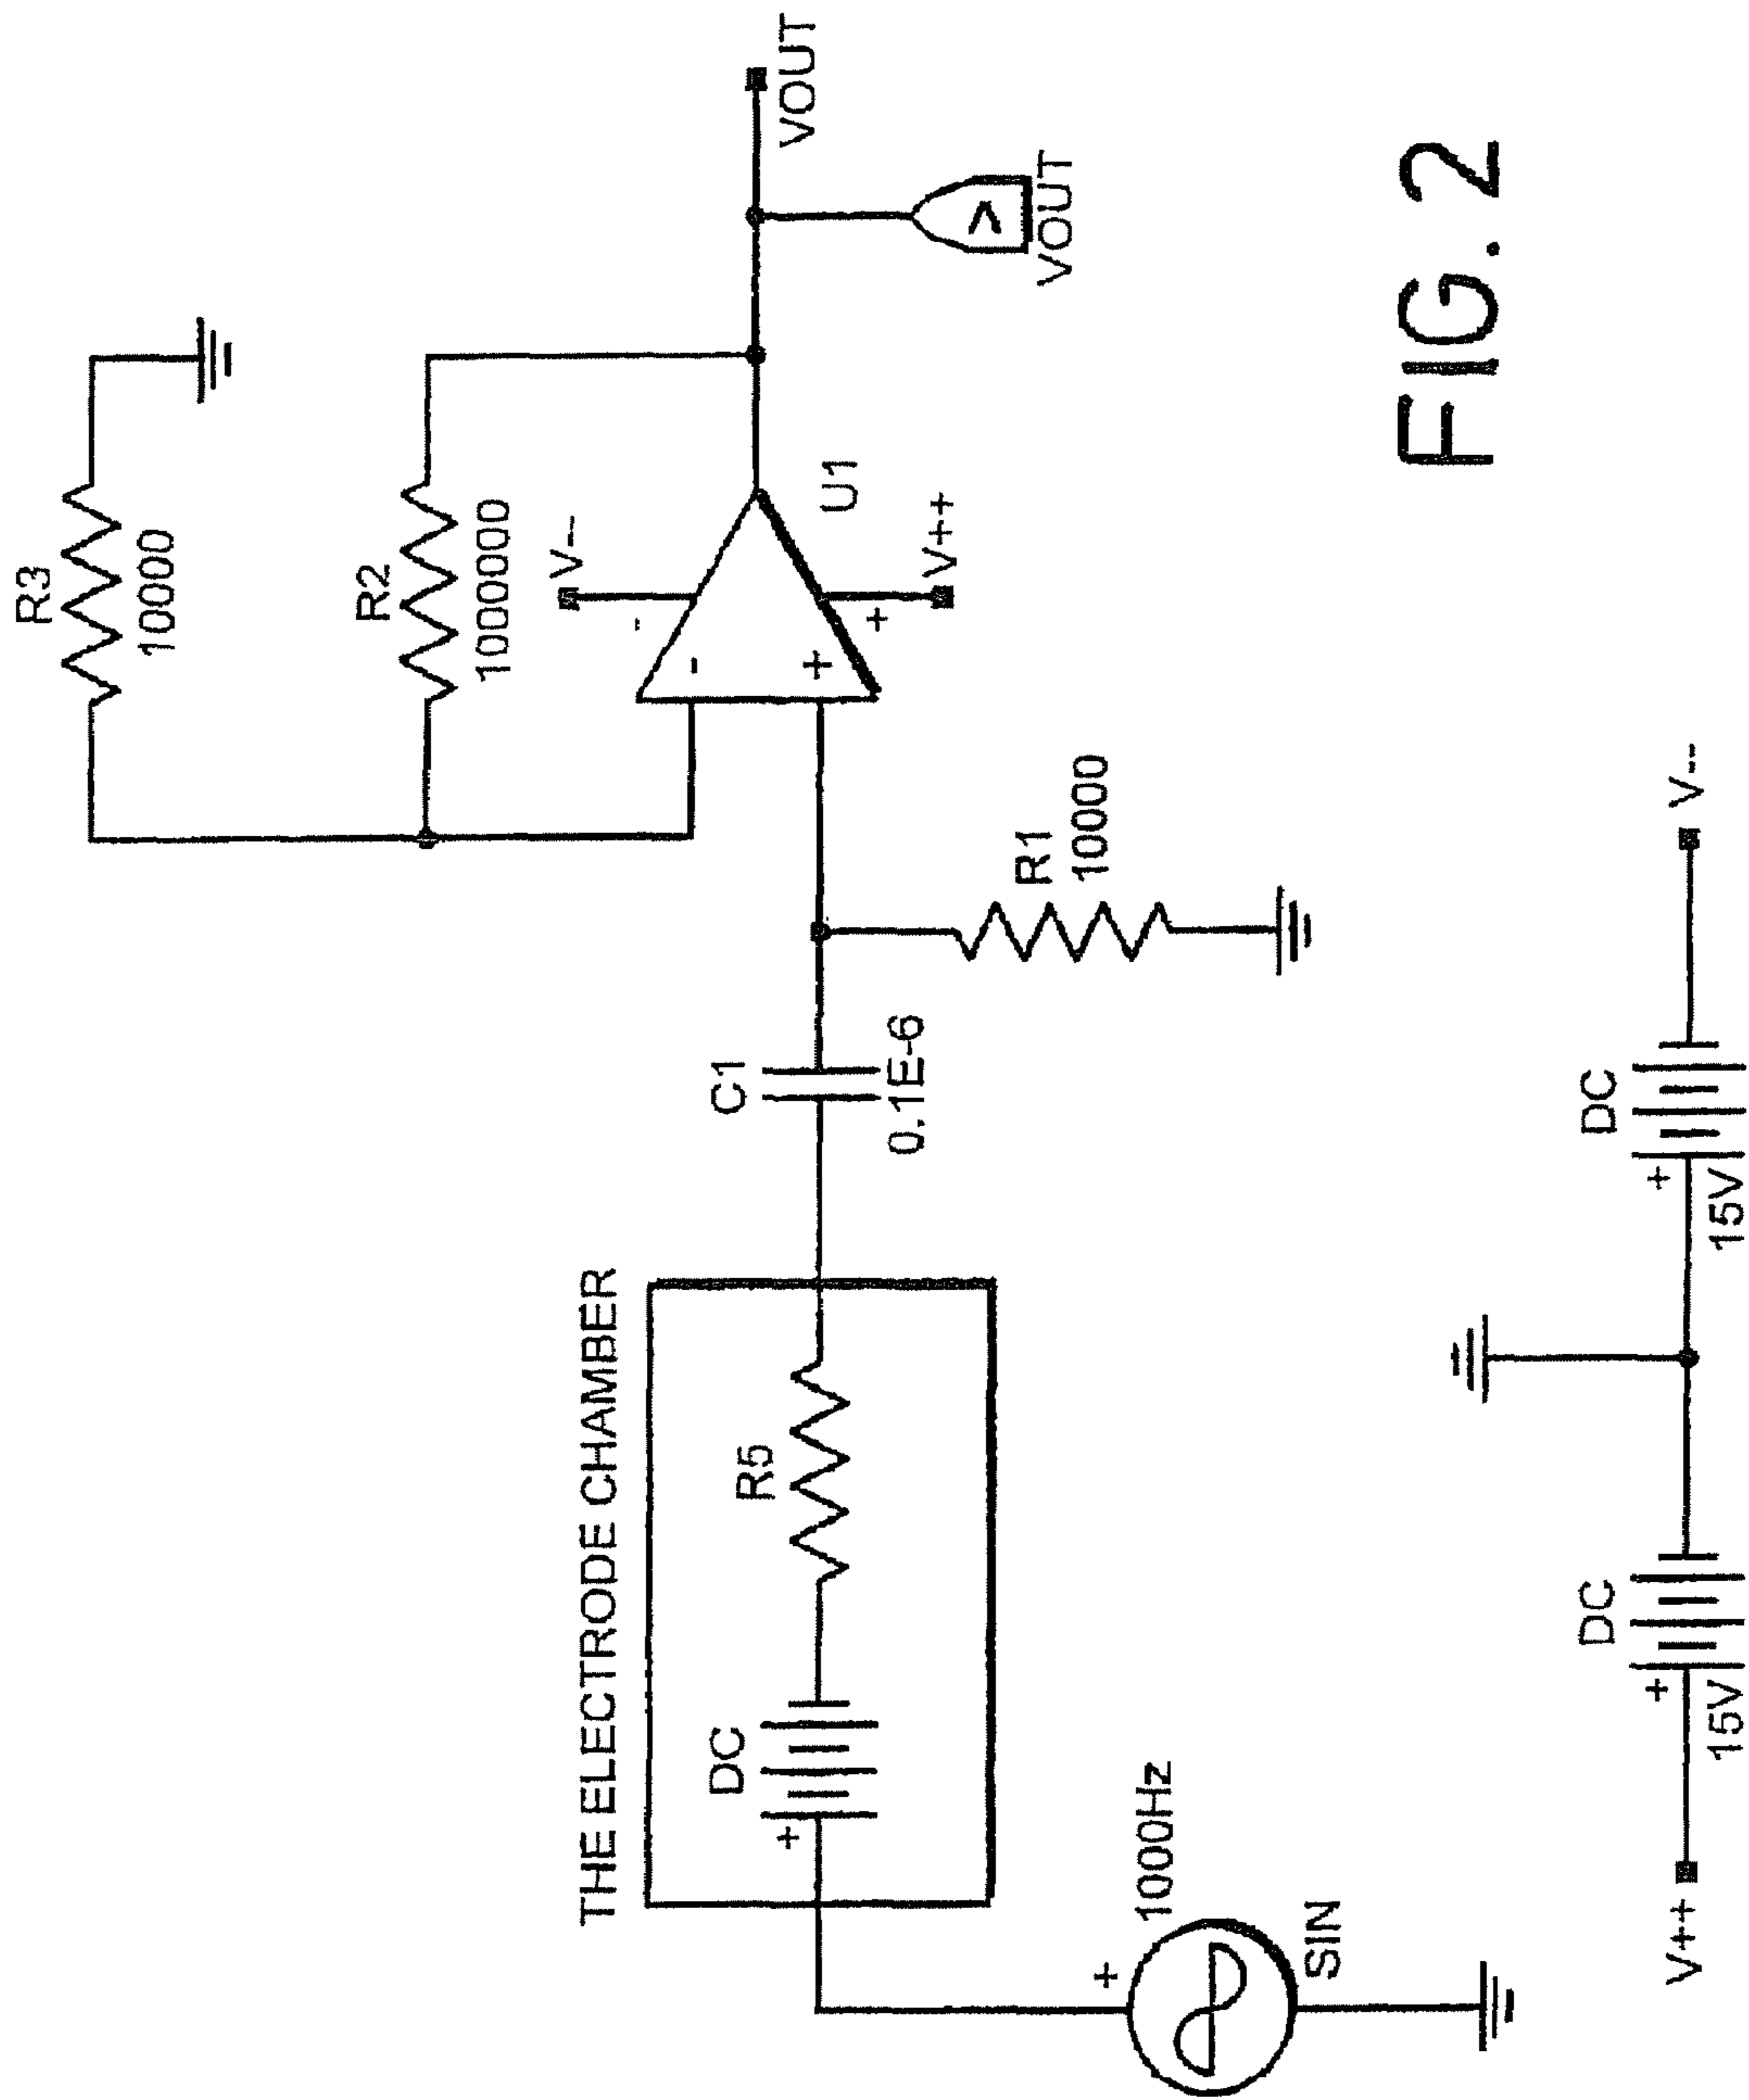 R3
10000
R2
1000000
V--
-
-
+
+
U1
V++
VOUT
V
VOUT
THE ELECTRODE CHAMBER
DC
+
R5
C1
0.1E-6
R1
10000
+
1000Hz
SIN
DC
DC
V++
+
15V
+
15V
V--
FIG. 2